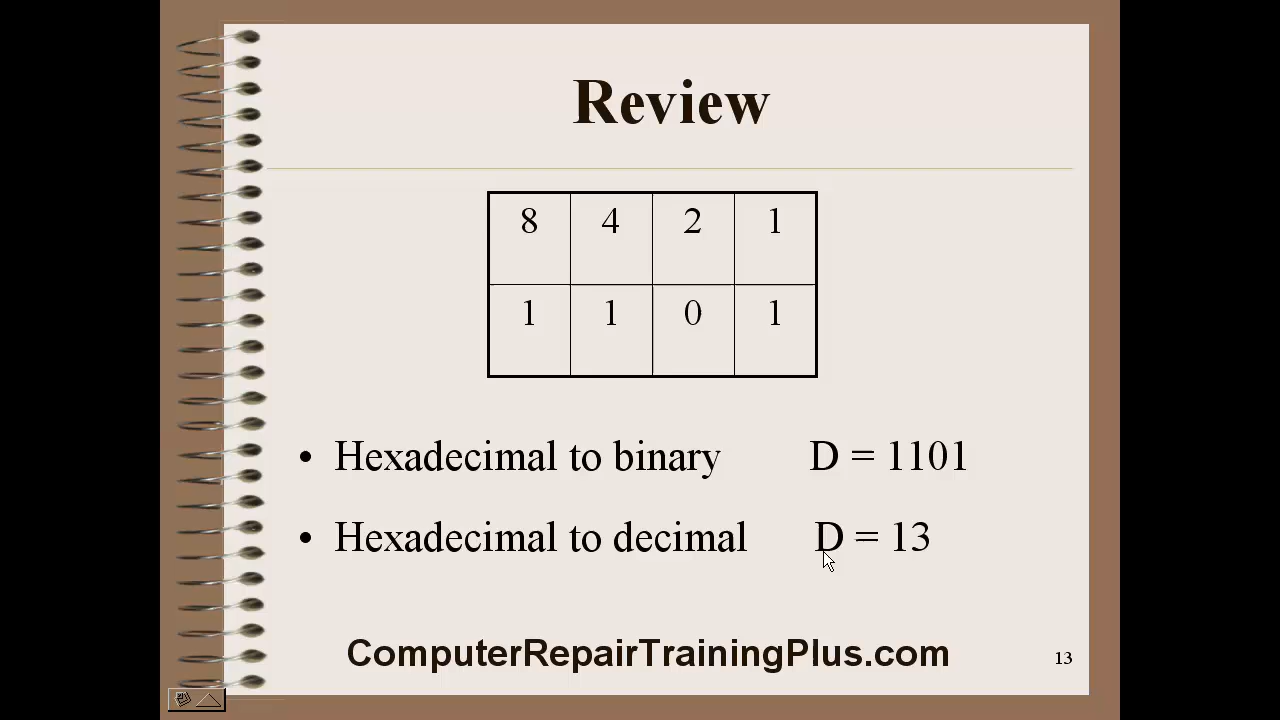 Review
8 4 2 1
1 1 0 1
• Hexadecimal to binary D = 1101
• Hexadecimal to decimal D = 13
ComputerRepairTrainingPlus.com
13